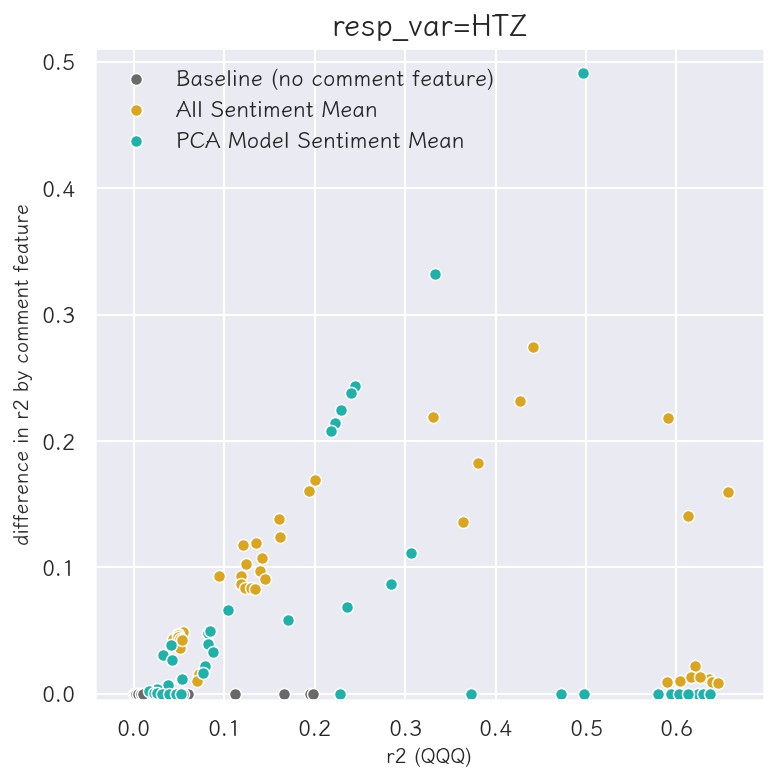 resp_var=HTZ
Baseline (no comment feature)
All Sentiment Mean
PCA Model Sentiment Mean
difference in r2 by comment feature
0.5
0.4
0.3
0.2
0.1
0.0
0.0 0.1 0.2 0.3 0.4 0.5 0.6
r2 (QQQ)